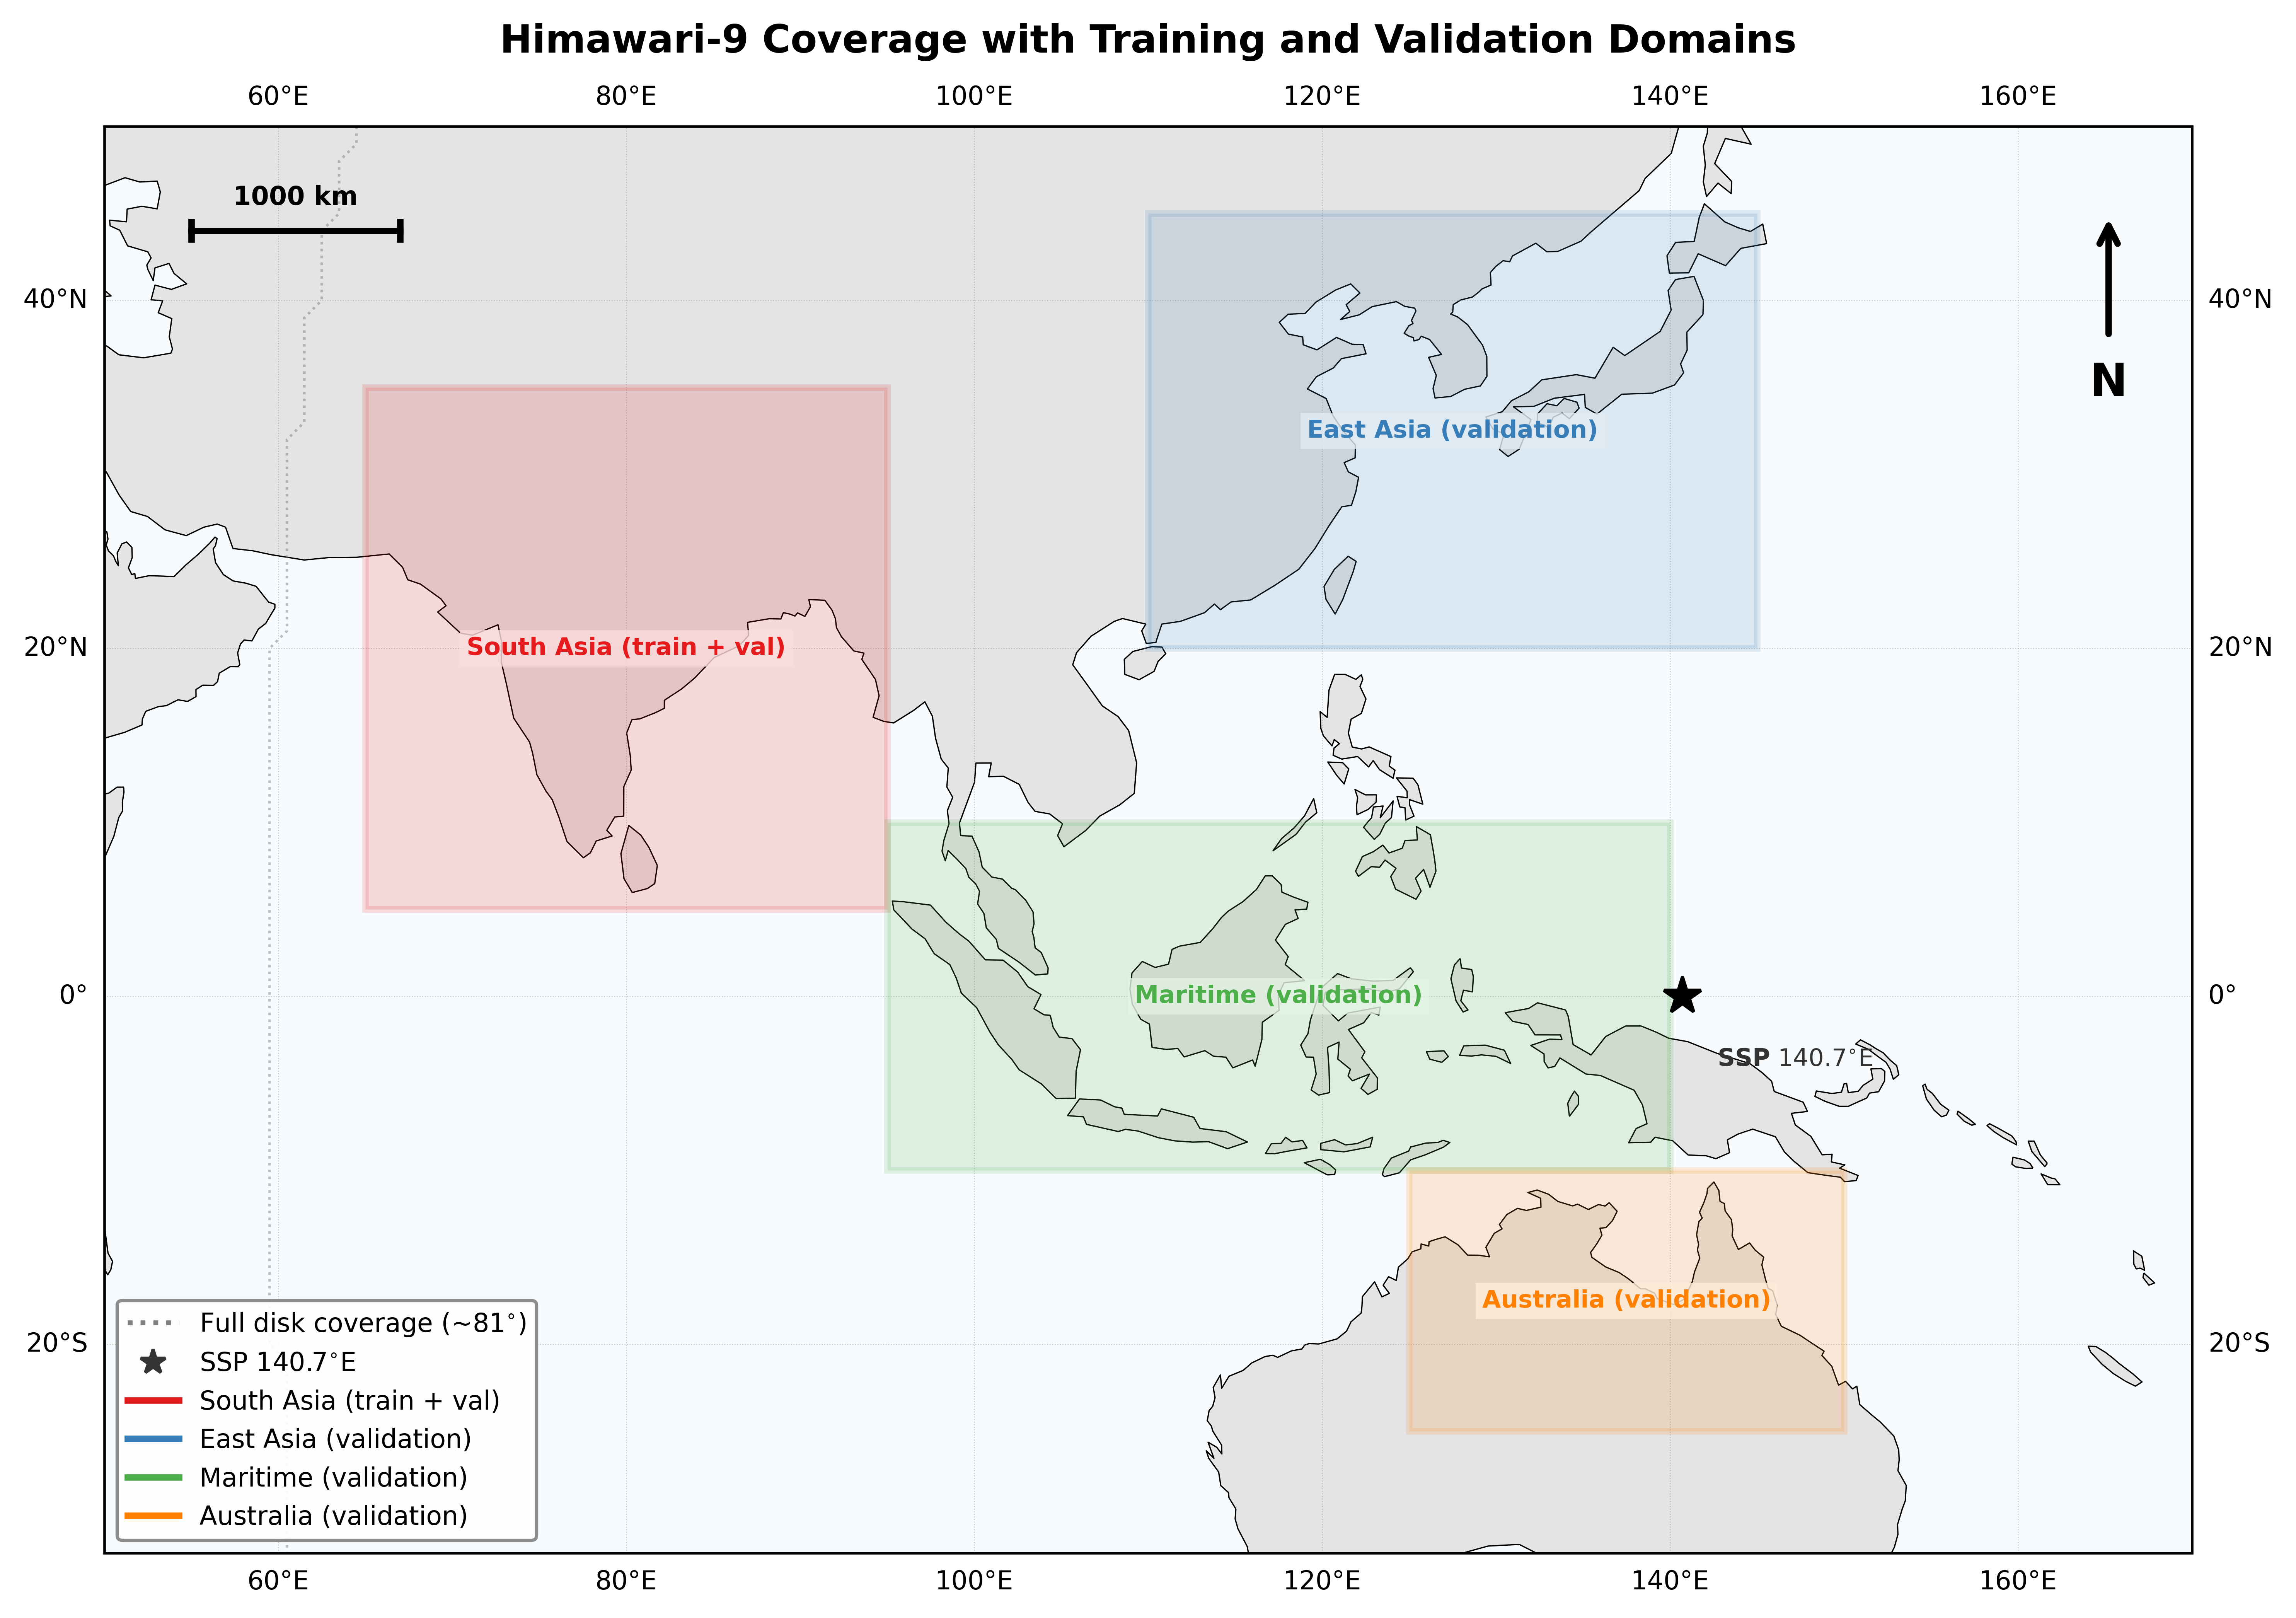 Himawari-9 Coverage with Training and Validation Domains
60°E 80°E 100°E 120°E 140°E 160°E
1000 km
N
40°N 40°N
East Asia (validation)
20°N 20°N
South Asia (train + val)
0° 0°
Maritime (validation)
SSP 140.7°E
Australia (validation)
20°S 20°S
Full disk coverage (~81°)
SSP 140.7°E
South Asia (train + val)
East Asia (validation)
Maritime (validation)
Australia (validation)
60°E 80°E 100°E 120°E 140°E 160°E